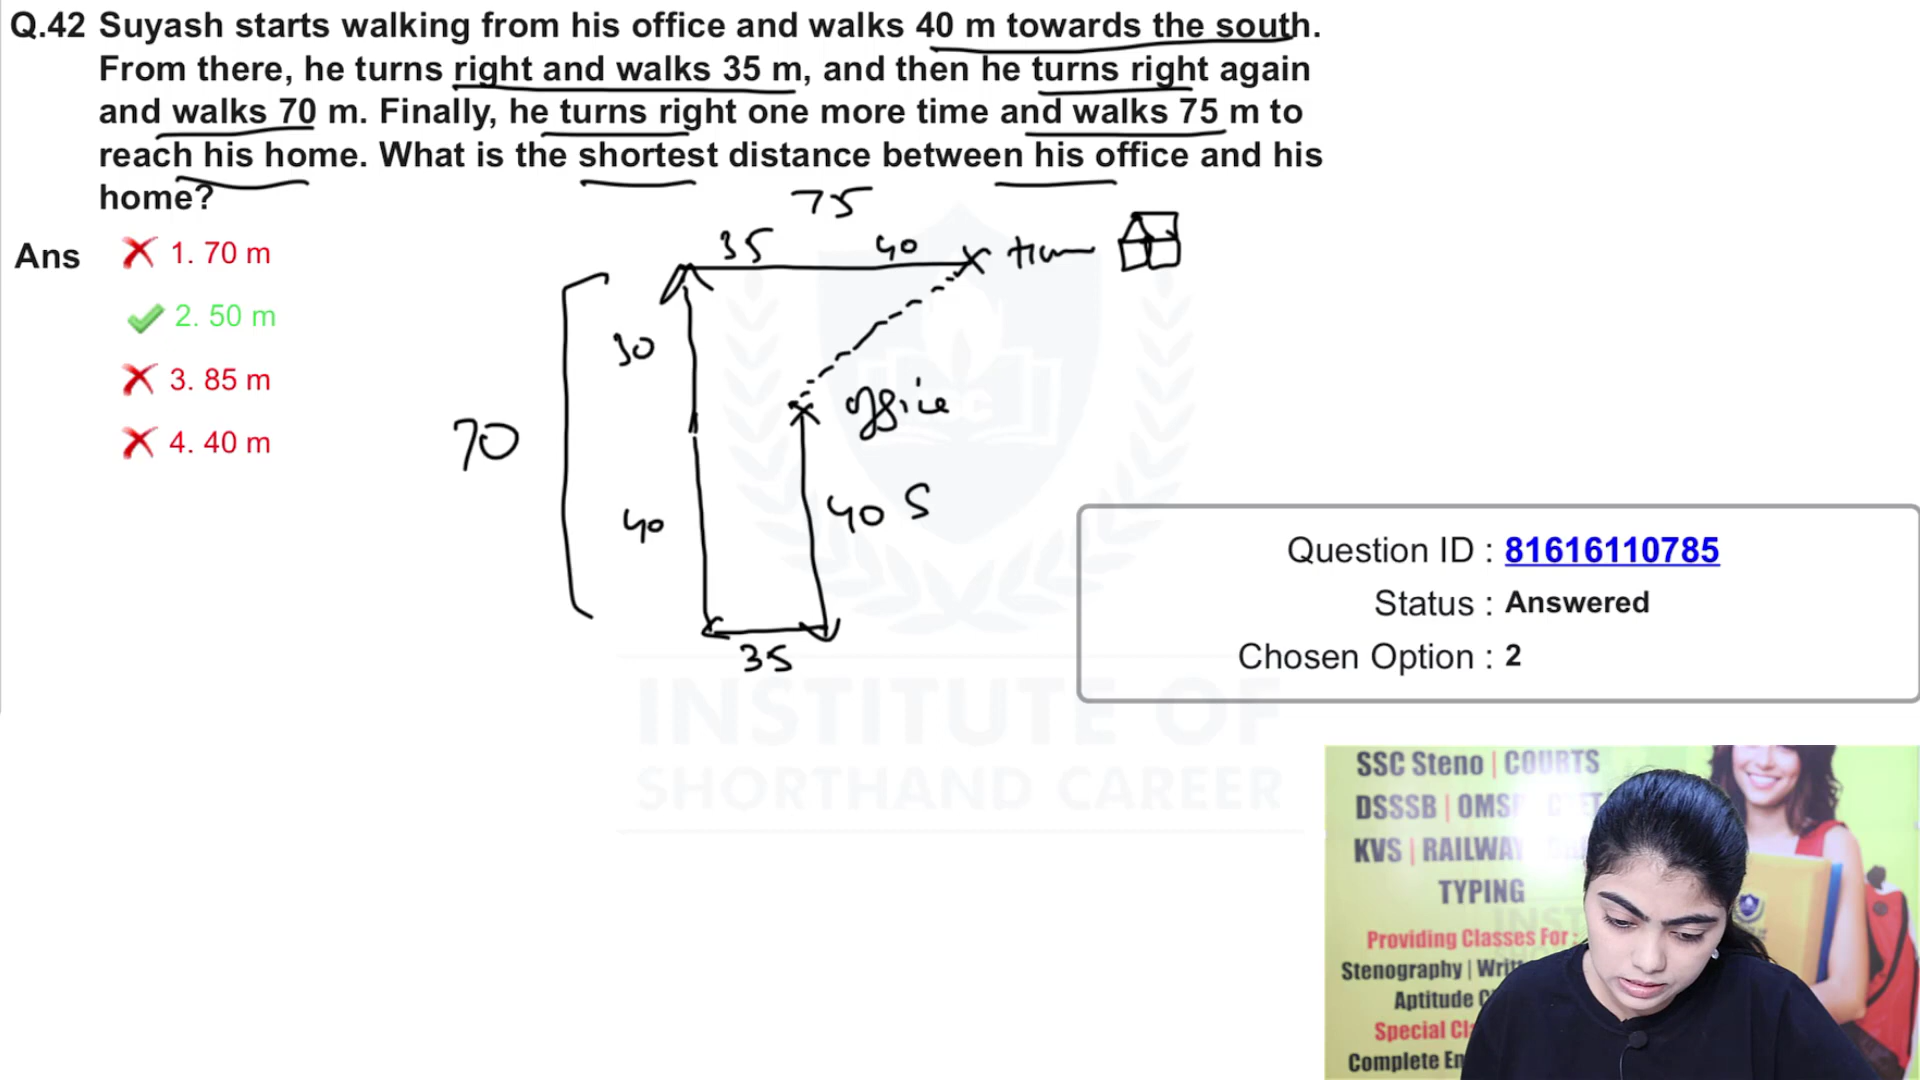 Q.42 Suyash starts walking from his office and walks 40 m towards the south.
From there, he turns right and walks 35 m, and then he turns right again
and walks 70 m. Finally, he turns right one more time and walks 75 m to
reach his home. What is the shortest distance between his office and his
home?
75
Ans
1. 70 m
35
40
2. 50 m
30
3. 85 m
office
70
4. 40 m
40
40 S
35
Question ID : 81616110785
Status : Answered
Chosen Option : 2
INSTITUTE OF
SHORTHAND CAREER
SSC Steno | COURTS
DSSSB | OMS
KVS | RAILWAY
TYPING
INST
Providing Classes For:
Stenography |
Aptitude
Special
Complete